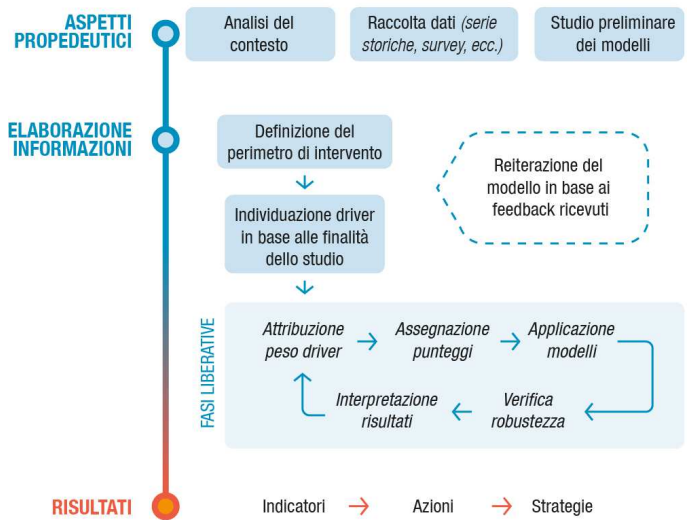 ASPETTI
PROPEDEUTICI
Analisi del
contesto
Raccolta dati (serie
storiche, survey, ecc.)
Studio preliminare
dei modelli
ELABORAZIONE
INFORMAZIONI
Definizione del
perimetro di intervento
Reiterazione del
modello in base ai
feedback ricevuti
Individuazione driver
in base alle finalità
dello studio
FASI LIBERATIVE
Attribuzione
peso driver
Assegnazione
punteggi
Applicazione
modelli
Interpretazione
risultati
Verifica
robustezza
RISULTATI
Indicatori
Azioni
Strategie